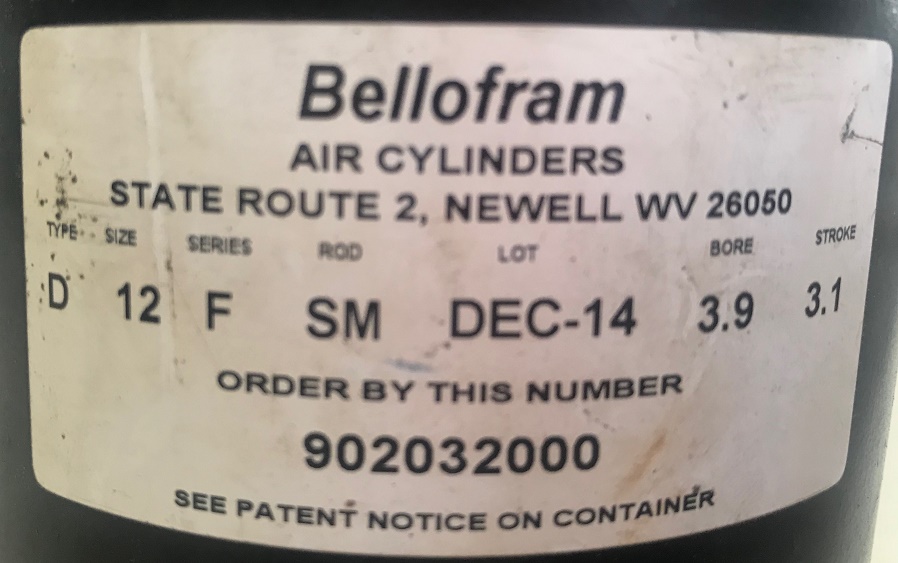 Bellofram
AIR CYLINDERS
STATE ROUTE 2, NEWELL WV 26050
TYPE SIZE SERIES ROD LOT BORE STROKE
D 12 F SM DEC-14 3.9 3.1
ORDER BY THIS NUMBER
902032000
SEE PATENT NOTICE ON CONTAINER